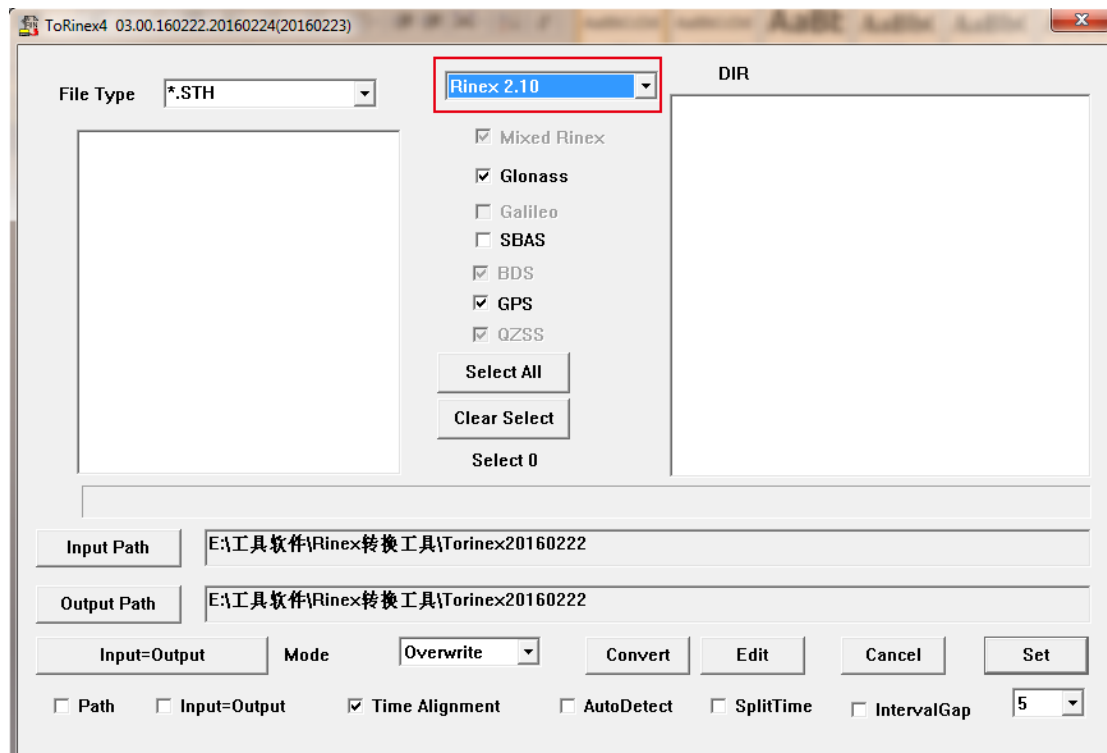 ToRinex4 03.00.160222.20160224(20160223)
AaBb
File Type
*.STH
Rinex 2.10
DIR
Mixed Rinex
Glonass
Galileo
SBAS
BDS
GPS
QZSS
Select All
Clear Select
Select 0
Input Path
E:\工具软件\Rinex转换工具\Torinex20160222
Output Path
E:\工具软件\Rinex转换工具\Torinex20160222
Input=Output
Mode
Overwrite
Convert
Edit
Cancel
Set
Path
Input=Output
Time Alignment
AutoDetect
SplitTime
IntervalGap
5